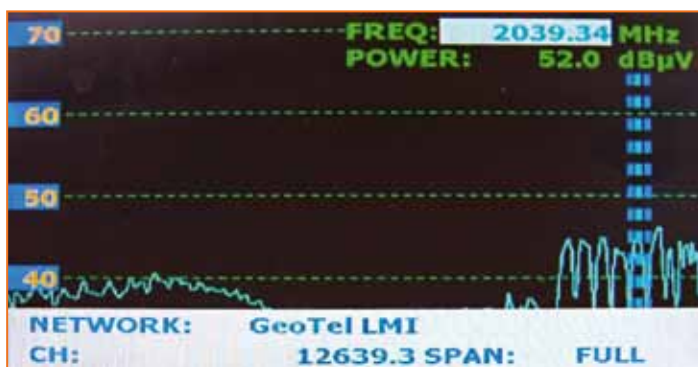 70 FREQ: 2039.34 MHz
POWER: 52.0 dBµV
60
50
40
NETWORK: GeoTel LMI
CH: 12639.3 SPAN: FULL